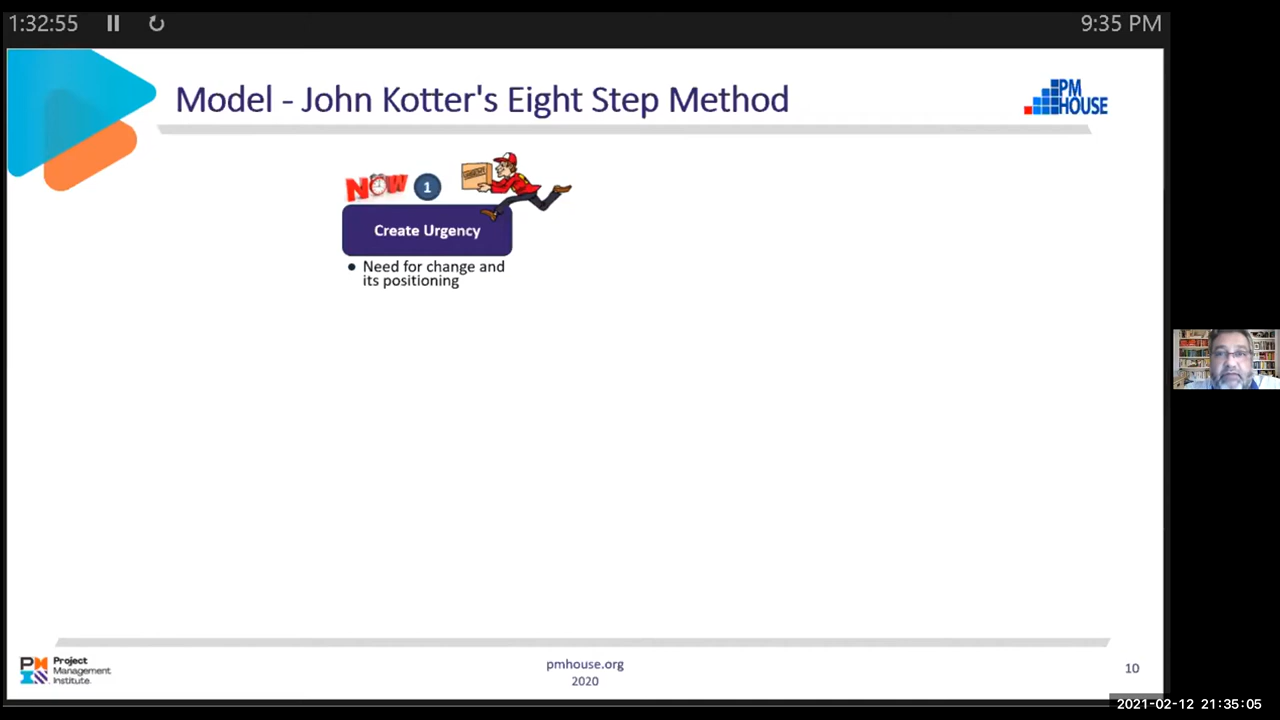 1:32:55
9:35 PM
Model - John Kotter's Eight Step Method
PM
HOUSE
NOW
1
Create Urgency
• Need for change and
its positioning
Project
Management
Institute.
pmhouse.org
2020
10
2021-02-12 21:35:05